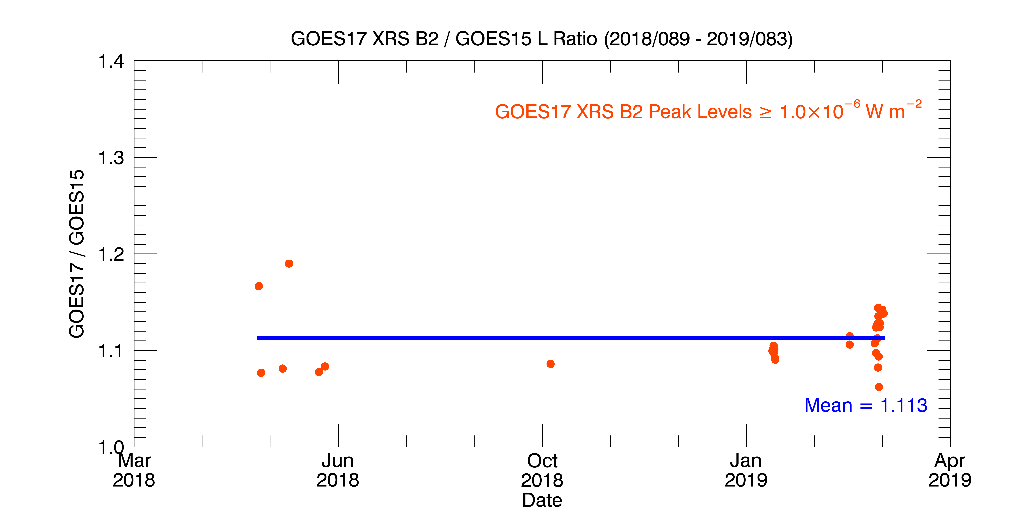 GOES17 XRS B2 / GOES15 L Ratio (2018/089 - 2019/083)
1.4
GOES17 XRS B2 Peak Levels ≥ 1.0×10⁻⁶ W m⁻²
1.3
GOES17 / GOES15
1.2
1.1
Mean = 1.113
1.0
Mar Jun Oct Jan Apr
2018 2018 2018 2019 2019
Date